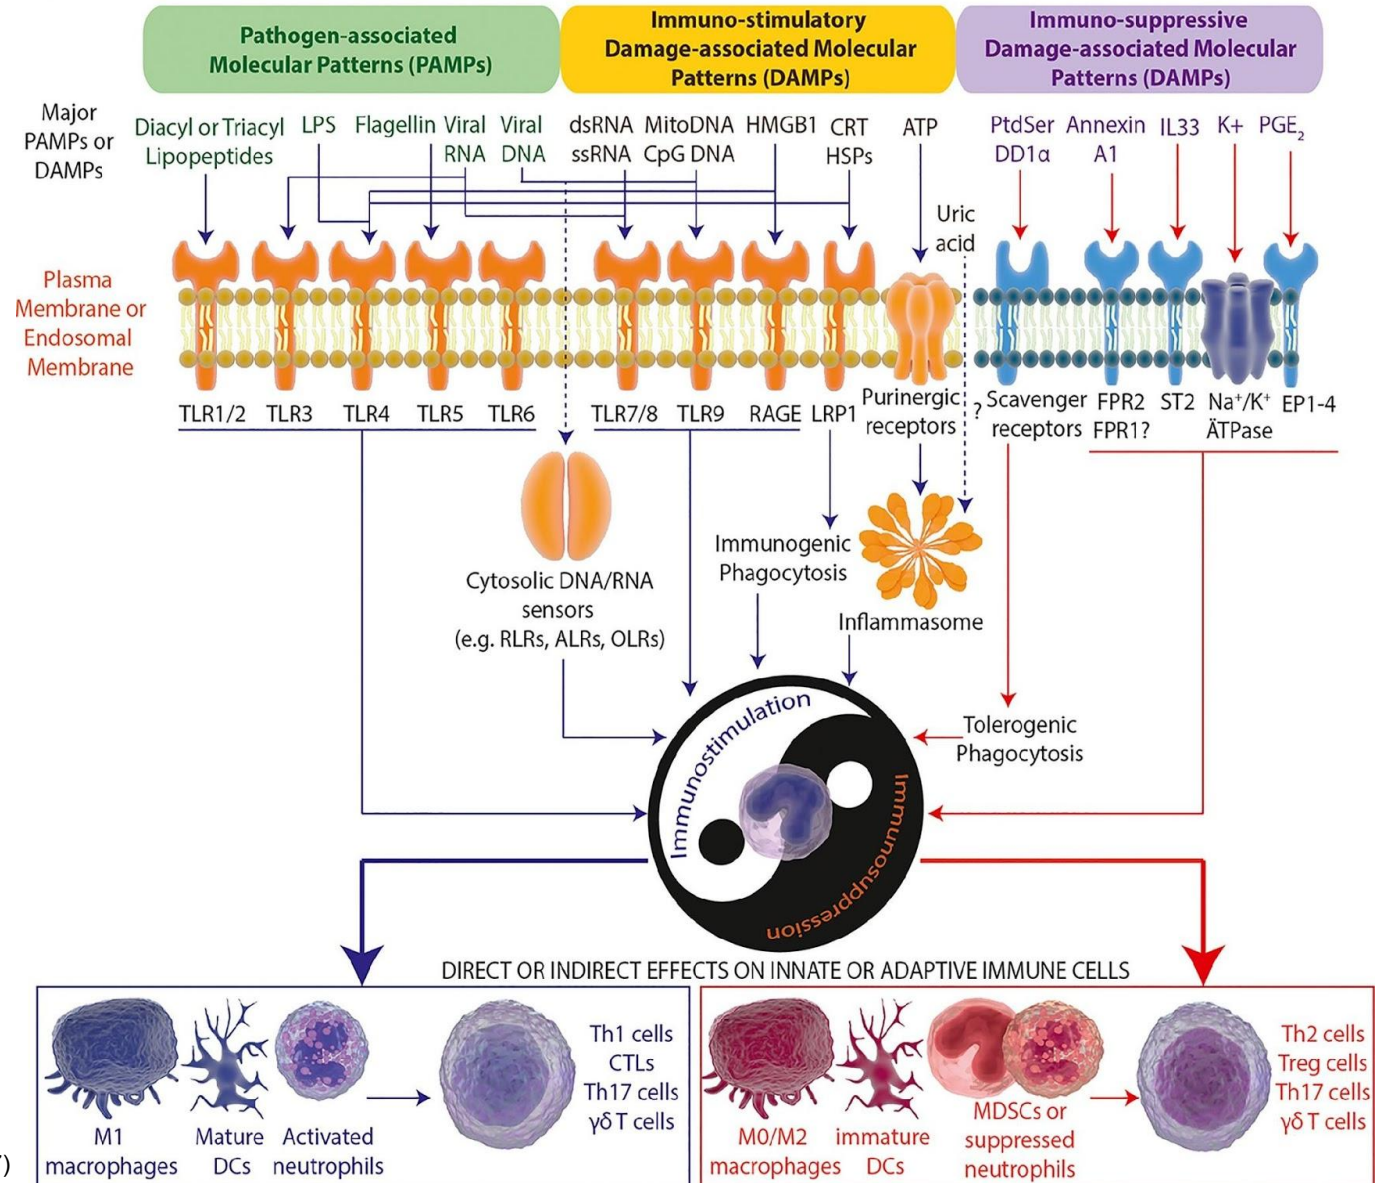 Pathogen-associated
Molecular Patterns (PAMPs)
Immuno-stimulatory
Damage-associated Molecular
Patterns (DAMPs)
Immuno-suppressive
Damage-associated Molecular
Patterns (DAMPs)
Major
PAMPs or
DAMPs
Diacyl or Triacyl
Lipopeptides
LPS
Flagellin
Viral
RNA
Viral
DNA
dsRNA
ssRNA
MitoDNA
CpG DNA
HMGB1
CRT
HSPs
ATP
Uric
acid
PtdSer
DD1α
Annexin
A1
IL33
K+
PGE₂
Plasma
Membrane or
Endosomal
Membrane
TLR1/2
TLR3
TLR4
TLR5
TLR6
TLR7/8
TLR9
RAGE
LRP1
Purinergic
receptors
?
Scavenger
receptors
FPR2
FPR1?
ST2
Na⁺/K⁺
ÄTPase
EP1-4
Cytosolic DNA/RNA
sensors
(e.g. RLRs, ALRs, OLRs)
Immunogenic
Phagocytosis
Inflammasome
Tolerogenic
Phagocytosis
Immunostimulation
Immunosuppression
DIRECT OR INDIRECT EFFECTS ON INNATE OR ADAPTIVE IMMUNE CELLS
M1
macrophages
Mature
DCs
Activated
neutrophils
Th1 cells
CTLs
Th17 cells
γδ T cells
M0/M2
macrophages
immature
DCs
MDSCs or
suppressed
neutrophils
Th2 cells
Treg cells
Th17 cells
γδ T cells